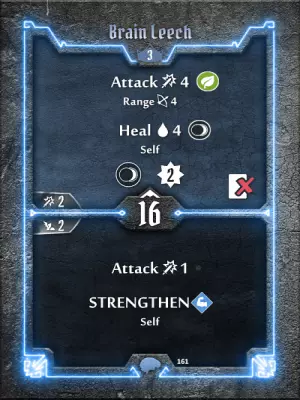 Brain Leech
3
Attack 4
Range 4
Heal 4
Self
2
2
16
2
Attack 1
STRENGTHEN
Self
161